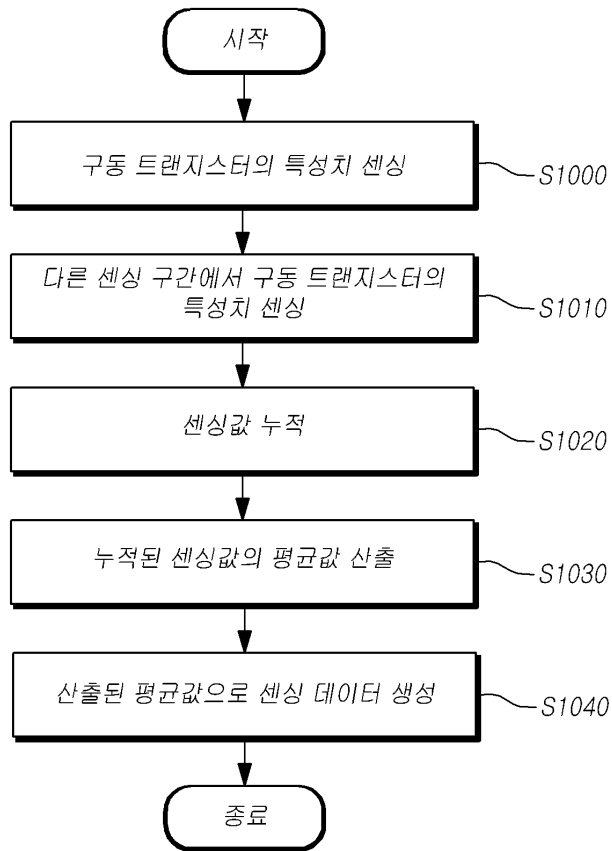 시작
구동 트랜지스터의 특성치 센싱
S1000
다른 센싱 구간에서 구동 트랜지스터의
특성치 센싱
S1010
센싱값 누적
S1020
누적된 센싱값의 평균값 산출
S1030
산출된 평균값으로 센싱 데이터 생성
S1040
종료